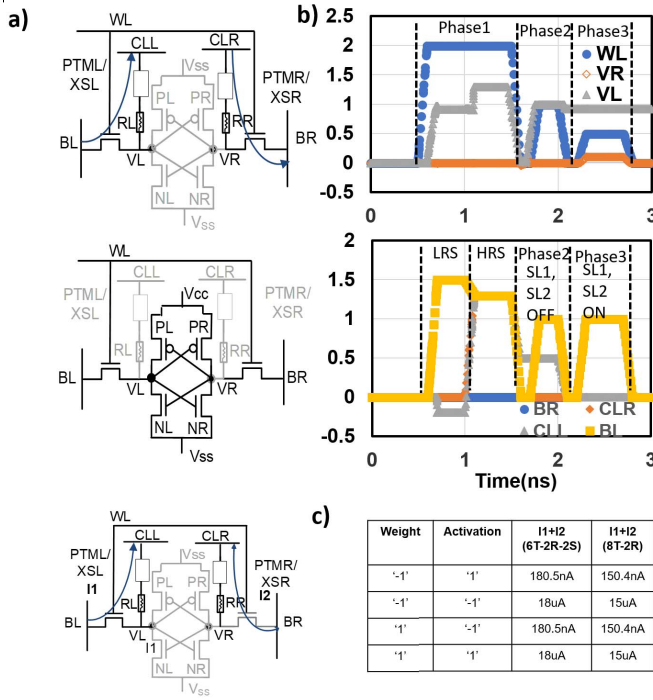 a)
WL
CLL
CLR
PTML/
XSL
Vss
PTMR/
XSR
PL
PR
RL
RR
BL
BR
VL
VR
NL
NR
Vss
WL
CLL
CLR
PTML/
XSL
Vcc
PTMR/
XSR
PL
PR
RL
RR
BL
BR
VL
VR
NL
NR
Vss
WL
CLL
CLR
PTML/
XSL
I1
Vss
PTMR/
XSR
I2
PL
PR
RL
RR
BL
BR
VL
VR
I1
NL
NR
Vss
b)
Phase1
Phase2
Phase3
WL
VR
VL
2.5
2
1.5
1
0.5
0
-0.5
0 1 2 3
LRS
HRS
Phase2
SL1,
SL2
OFF
Phase3
SL1,
SL2
ON
2
1.5
1
0.5
0
-0.5
BR
CLR
CLL
BL
0 1 2 3
Time(ns)
c)
Weight Activation I1+I2 (6T-2R-2S) I1+I2 (8T-2R)
‘-1’ ‘1’ 180.5nA 150.4nA
‘-1’ ‘-1’ 18uA 15uA
‘1’ ‘-1’ 180.5nA 150.4nA
‘1’ ‘1’ 18uA 15uA